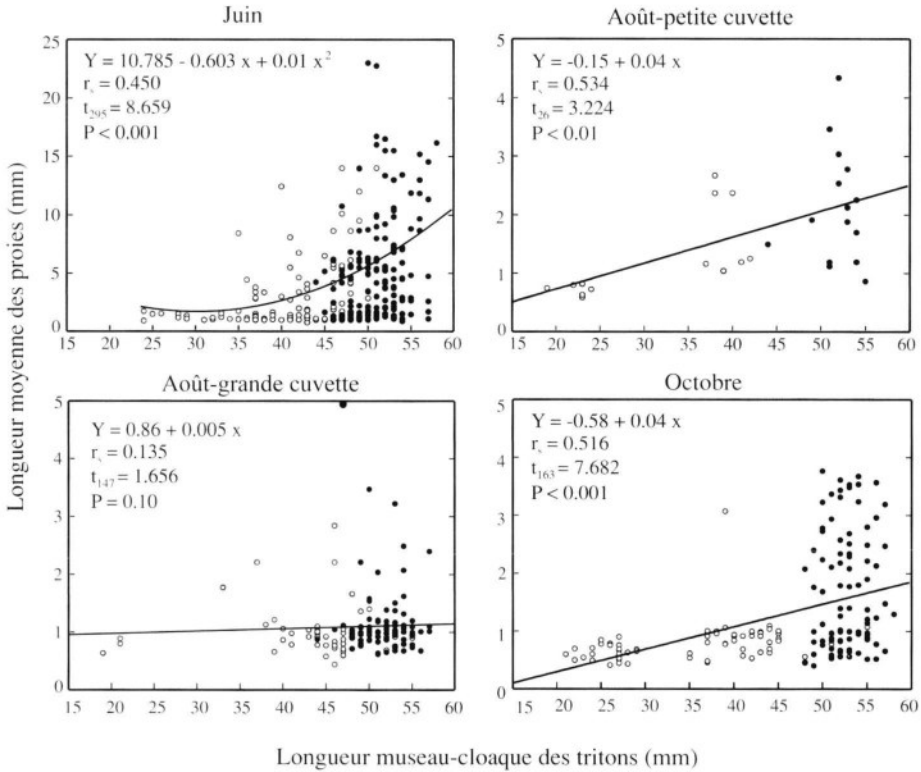 Juin
Y = 10.785 - 0.603 x + 0.01 x²
rₛ = 0.450
t₂₉₅ = 8.659
P < 0.001
25
20
15
10
5
0
15 20 25 30 35 40 45 50 55 60
Août-petite cuvette
Y = -0.15 + 0.04 x
rₛ = 0.534
t₂₆ = 3.224
P < 0.01
5
4
3
2
1
0
15 20 25 30 35 40 45 50 55 60
Longueur moyenne des proies (mm)
Août-grande cuvette
Y = 0.86 + 0.005 x
rₛ = 0.135
t₁₄₇ = 1.656
P = 0.10
5
4
3
2
1
0
15 20 25 30 35 40 45 50 55 60
Octobre
Y = -0.58 + 0.04 x
rₛ = 0.516
t₁₆₃ = 7.682
P < 0.001
5
4
3
2
1
0
15 20 25 30 35 40 45 50 55 60
Longueur museau-cloaque des tritons (mm)